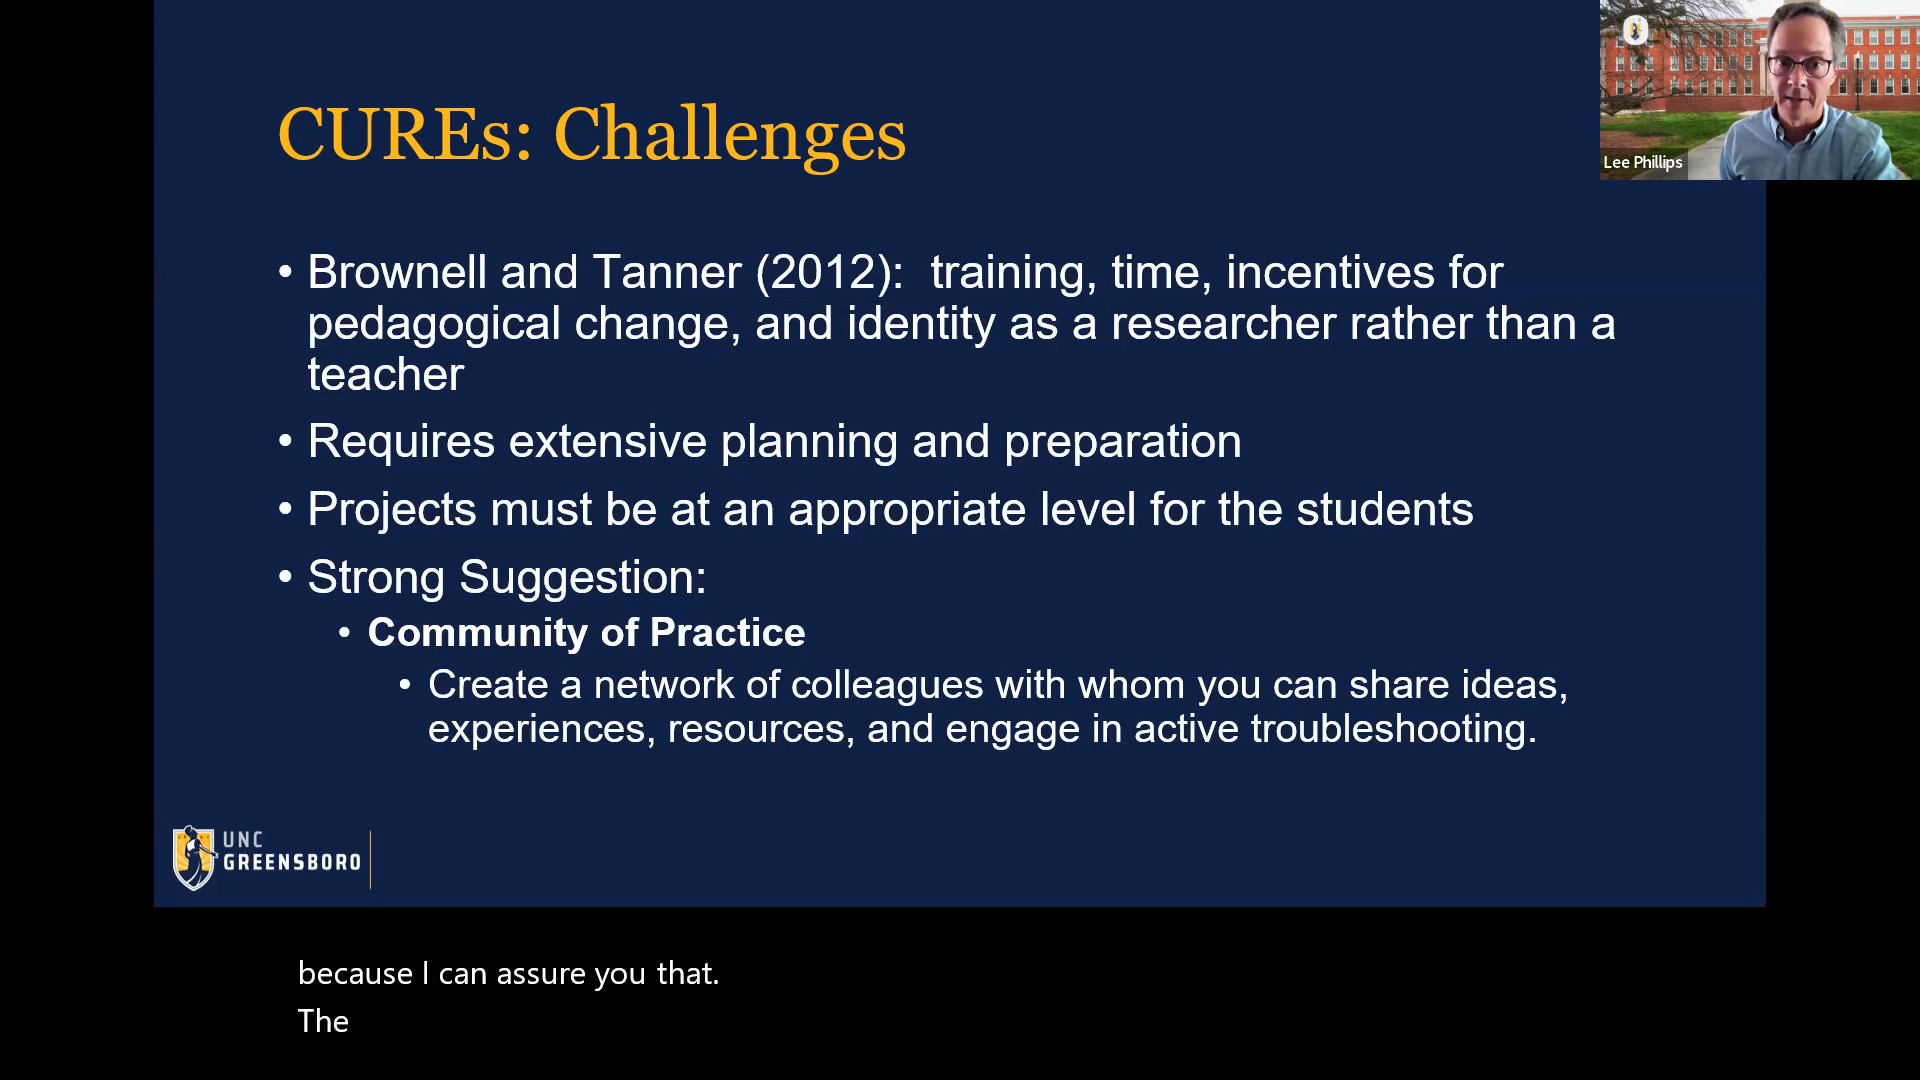 CUREs: Challenges
Lee Phillips
• Brownell and Tanner (2012):  training, time, incentives for
pedagogical change, and identity as a researcher rather than a
teacher
• Requires extensive planning and preparation
• Projects must be at an appropriate level for the students
• Strong Suggestion:
• Community of Practice
• Create a network of colleagues with whom you can share ideas,
experiences, resources, and engage in active troubleshooting.
UNC
GREENSBORO
because I can assure you that.
The